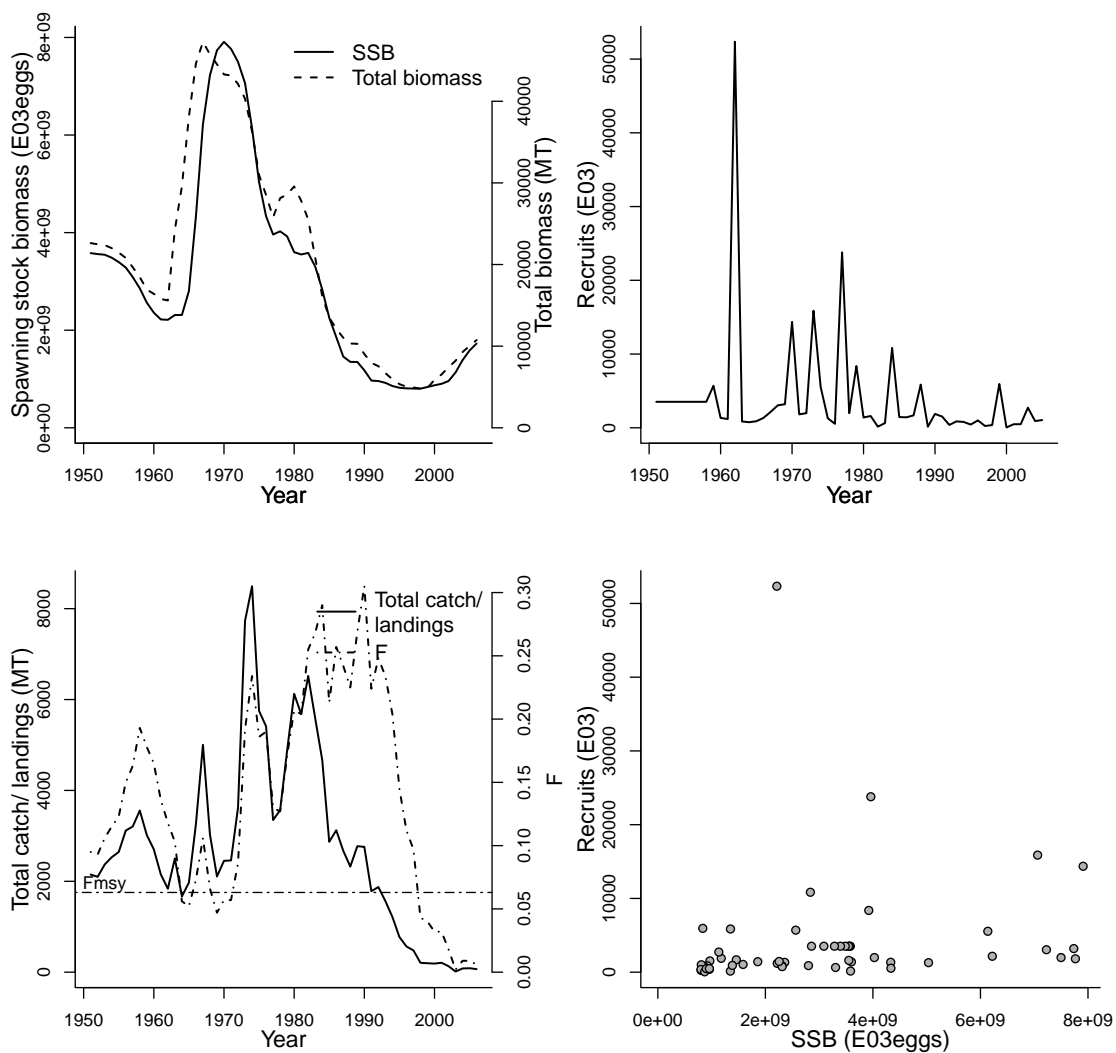 Spawning stock biomass (E03eggs)
0e+00 2e+09 4e+09 6e+09 8e+09
SSB
Total biomass
Total biomass (MT)
0 10000 20000 30000 40000
1950 1960 1970 1980 1990 2000
Year
Recruits (E03)
0 10000 20000 30000 40000 50000
1950 1960 1970 1980 1990 2000
Year
Total catch/ landings (MT)
0 2000 4000 6000 8000
Total catch/
landings
F
Fmsy
F
0.00 0.05 0.10 0.15 0.20 0.25 0.30
1950 1960 1970 1980 1990 2000
Year
Recruits (E03)
0 10000 20000 30000 40000 50000
0e+00 2e+09 4e+09 6e+09 8e+09
SSB (E03eggs)